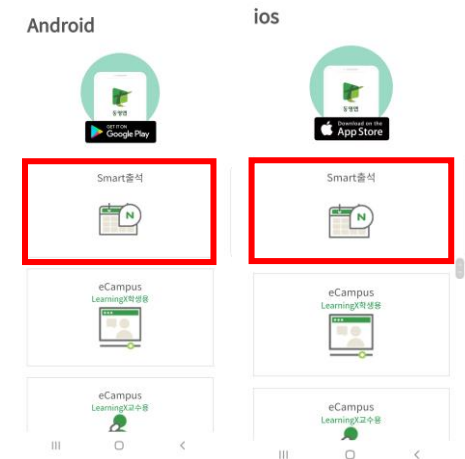 Android
동명앱
GET IT ON
Google Play
Smart출석
N
eCampus
LearningX학생용
eCampus
LearningX교수용
ios
동명앱
Download on the
App Store
Smart출석
N
eCampus
LearningX학생용
eCampus
LearningX교수용